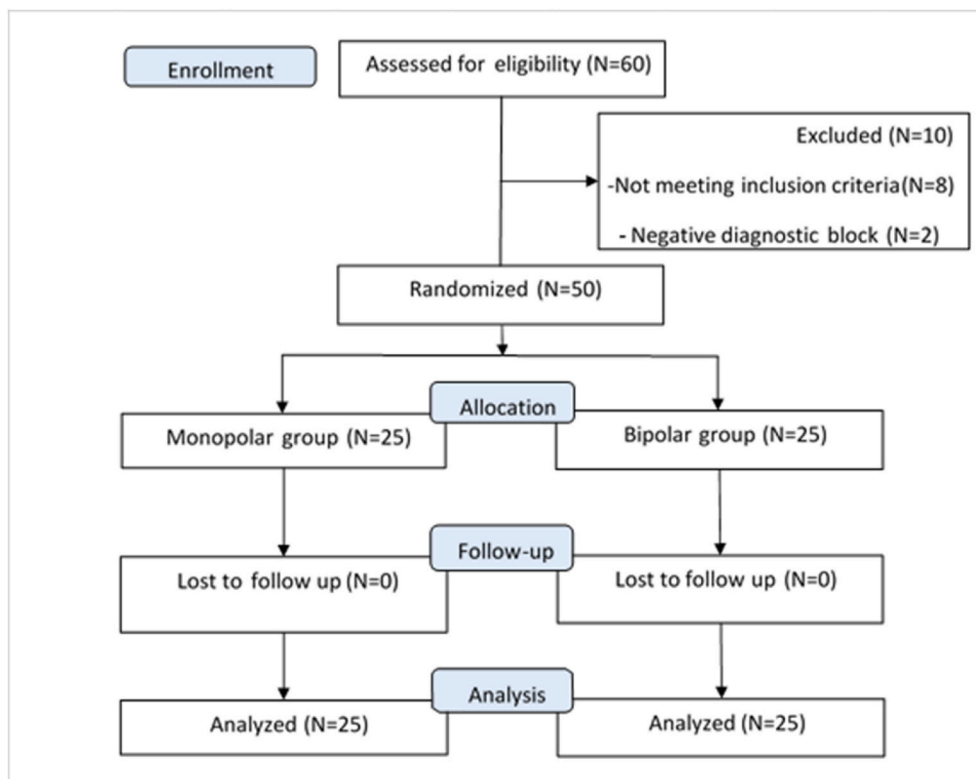 Enrollment
Assessed for eligibility (N=60)
Excluded (N=10)
-Not meeting inclusion criteria(N=8)
- Negative diagnostic block (N=2)
Randomized (N=50)
Allocation
Monopolar group (N=25)
Bipolar group (N=25)
Follow-up
Lost to follow up (N=0)
Lost to follow up (N=0)
Analysis
Analyzed (N=25)
Analyzed (N=25)